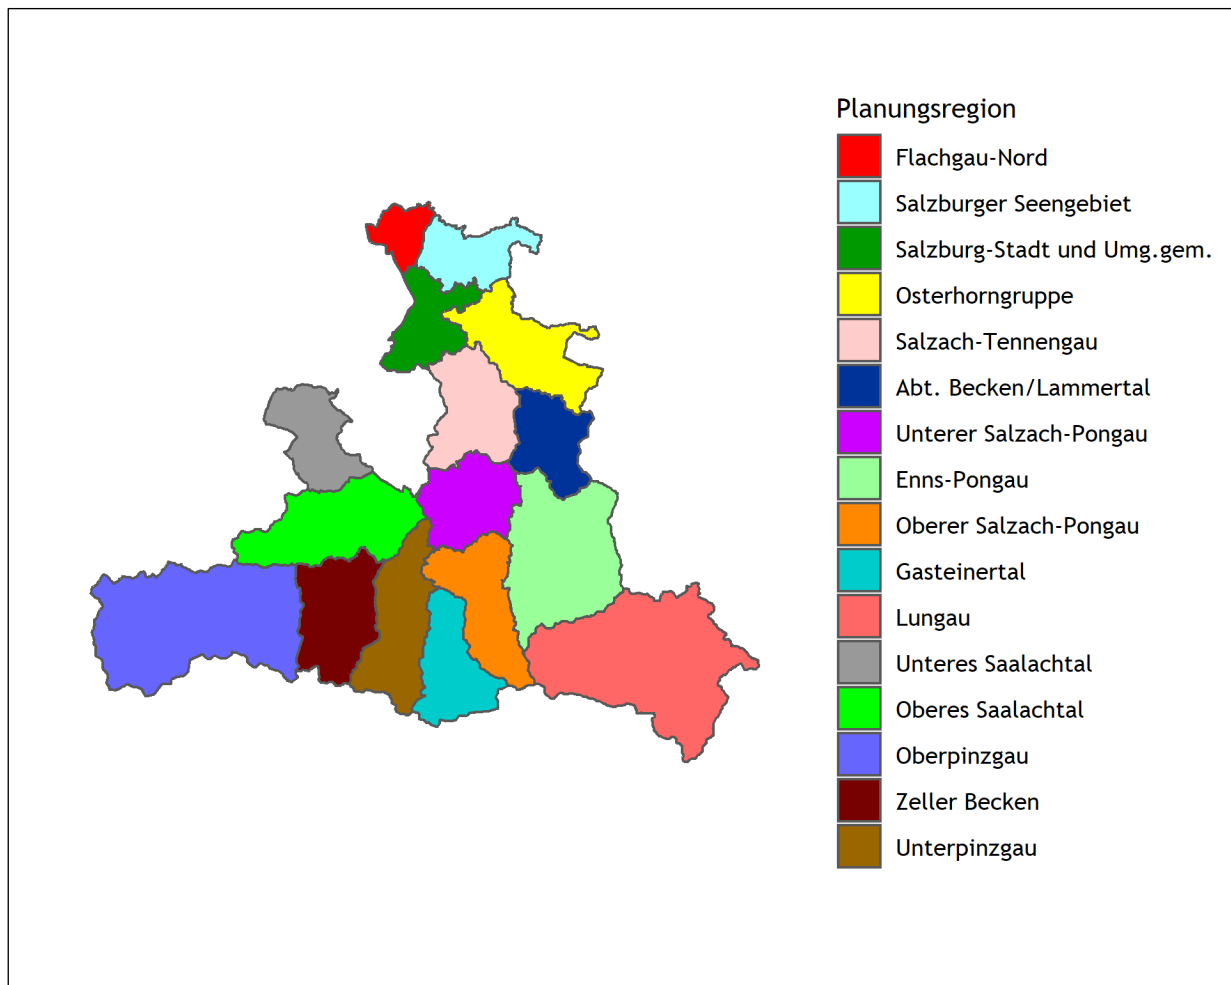 Planungsregion
Flachgau-Nord
Salzburger Seengebiet
Salzburg-Stadt und Umg.gem.
Osterhorngruppe
Salzach-Tennengau
Abt. Becken/Lammertal
Unterer Salzach-Pongau
Enns-Pongau
Oberer Salzach-Pongau
Gasteinertal
Lungau
Unteres Saalachtal
Oberes Saalachtal
Oberpinzgau
Zeller Becken
Unterpinzgau